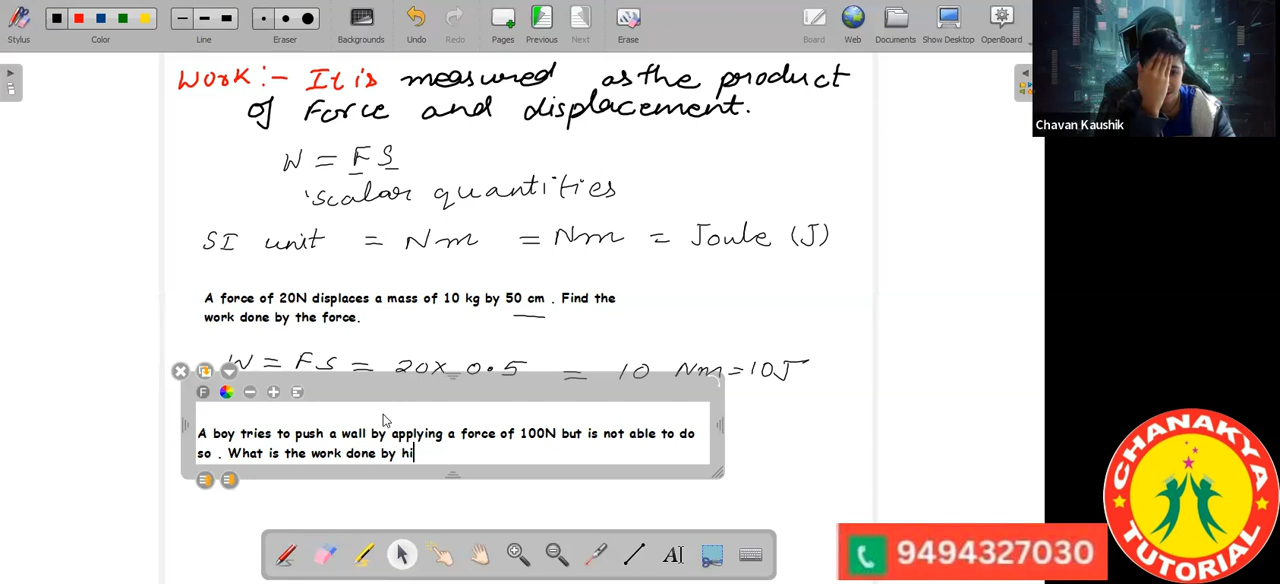 Stylus
Color
Line
Eraser
Backgrounds
Undo
Redo
Pages
Previous
Next
Erase
Board
Web
Documents
Show Desktop
OpenBoard
Work:- It is measured as the product
of Force and displacement.
W = F S
scalar quantities
SI unit = Nm = Nm = Joule (J)
A force of 20N displaces a mass of 10 kg by 50 cm . Find the
work done by the force.
W = FS = 20x 0.5 = 10 Nm = 10J
F
A boy tries to push a wall by applying a force of 100N but is not able to do
so . What is the work done by hi
AI
Chavan Kaushik
CHANAKYA
TUTORIAL
9494327030